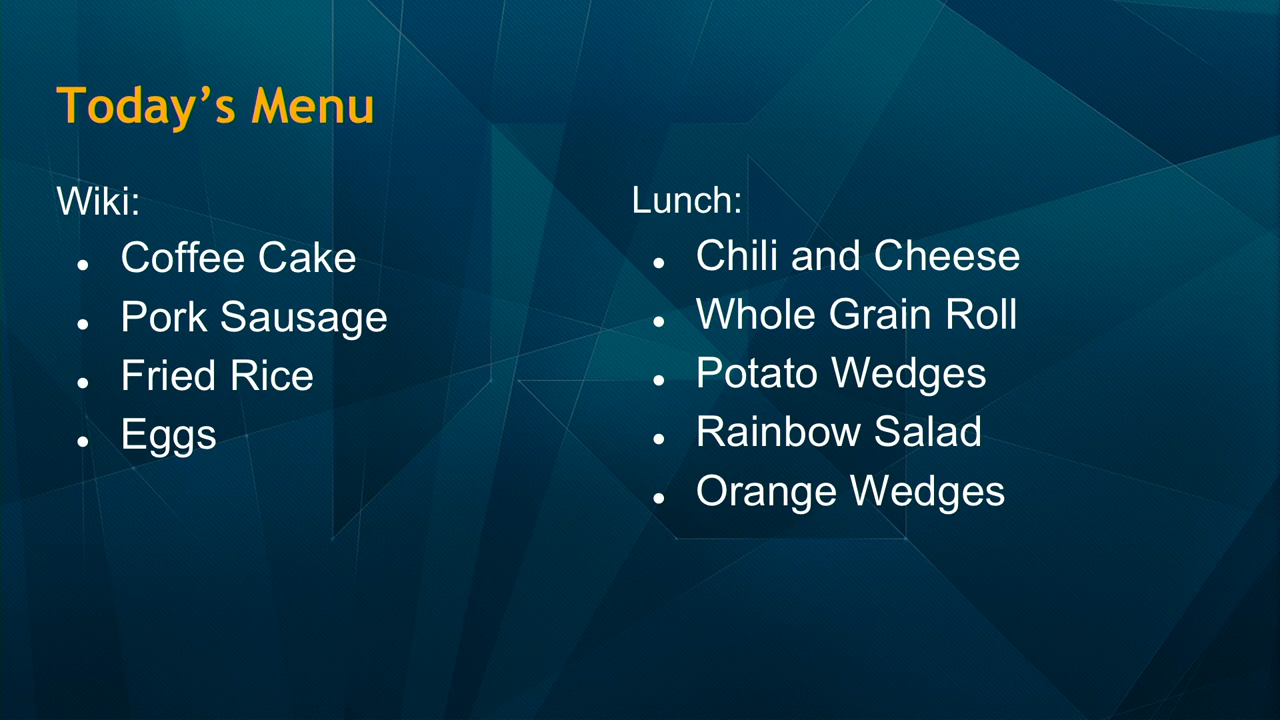 Today’s Menu
Wiki:
● Coffee Cake
● Pork Sausage
● Fried Rice
● Eggs
Lunch:
● Chili and Cheese
● Whole Grain Roll
● Potato Wedges
● Rainbow Salad
● Orange Wedges